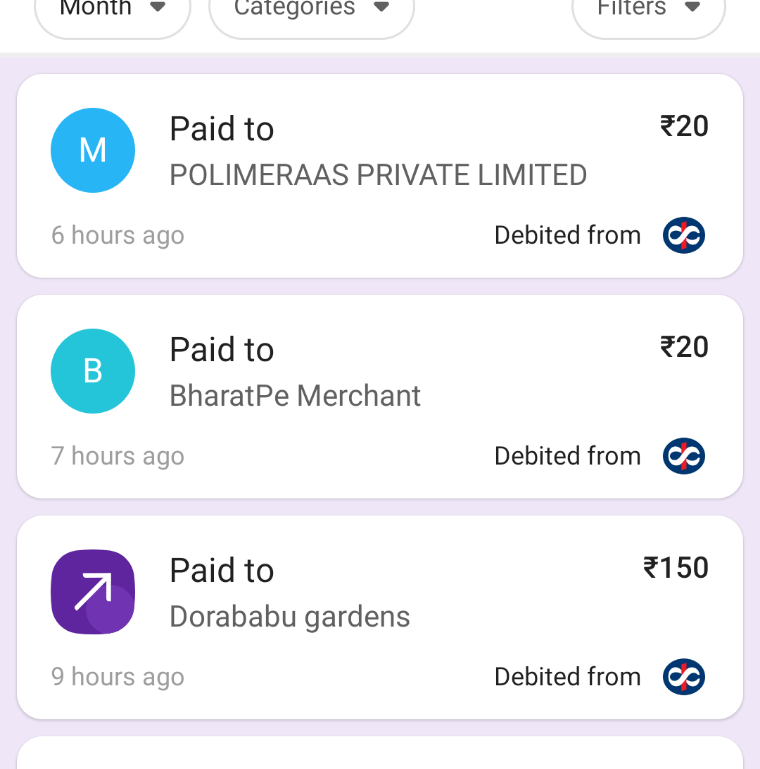 Month
Categories
Filters
M
Paid to
₹20
POLIMERAAS PRIVATE LIMITED
6 hours ago
Debited from
B
Paid to
₹20
BharatPe Merchant
7 hours ago
Debited from
Paid to
₹150
Dorababu gardens
9 hours ago
Debited from